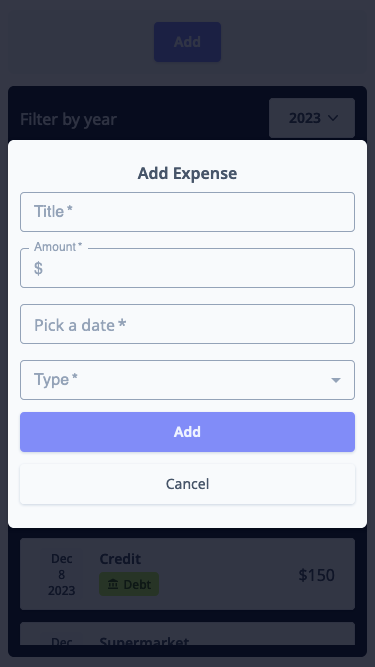 Add
Filter by year
2023
Add Expense
Title *
Amount *
$
Pick a date *
Type *
Add
Cancel
Dec
8
2023
Credit
Debt
$150
Dec
Supermarket